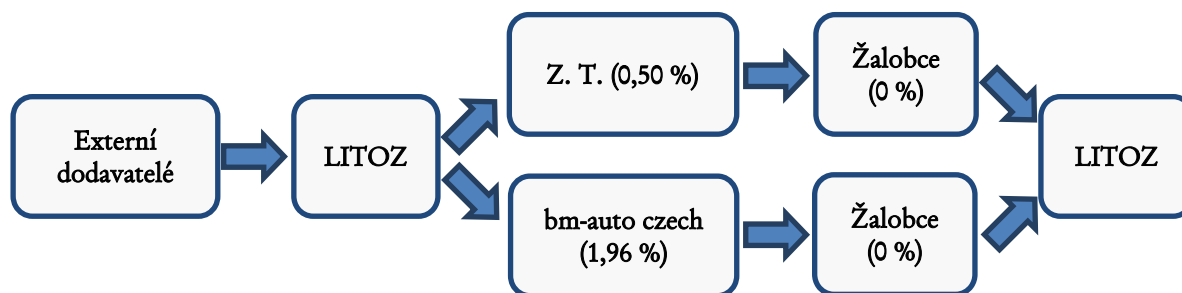 Externí
dodavatelé
LITOZ
Z. T. (0,50 %)
Žalobce
(0 %)
bm-auto czech
(1,96 %)
Žalobce
(0 %)
LITOZ